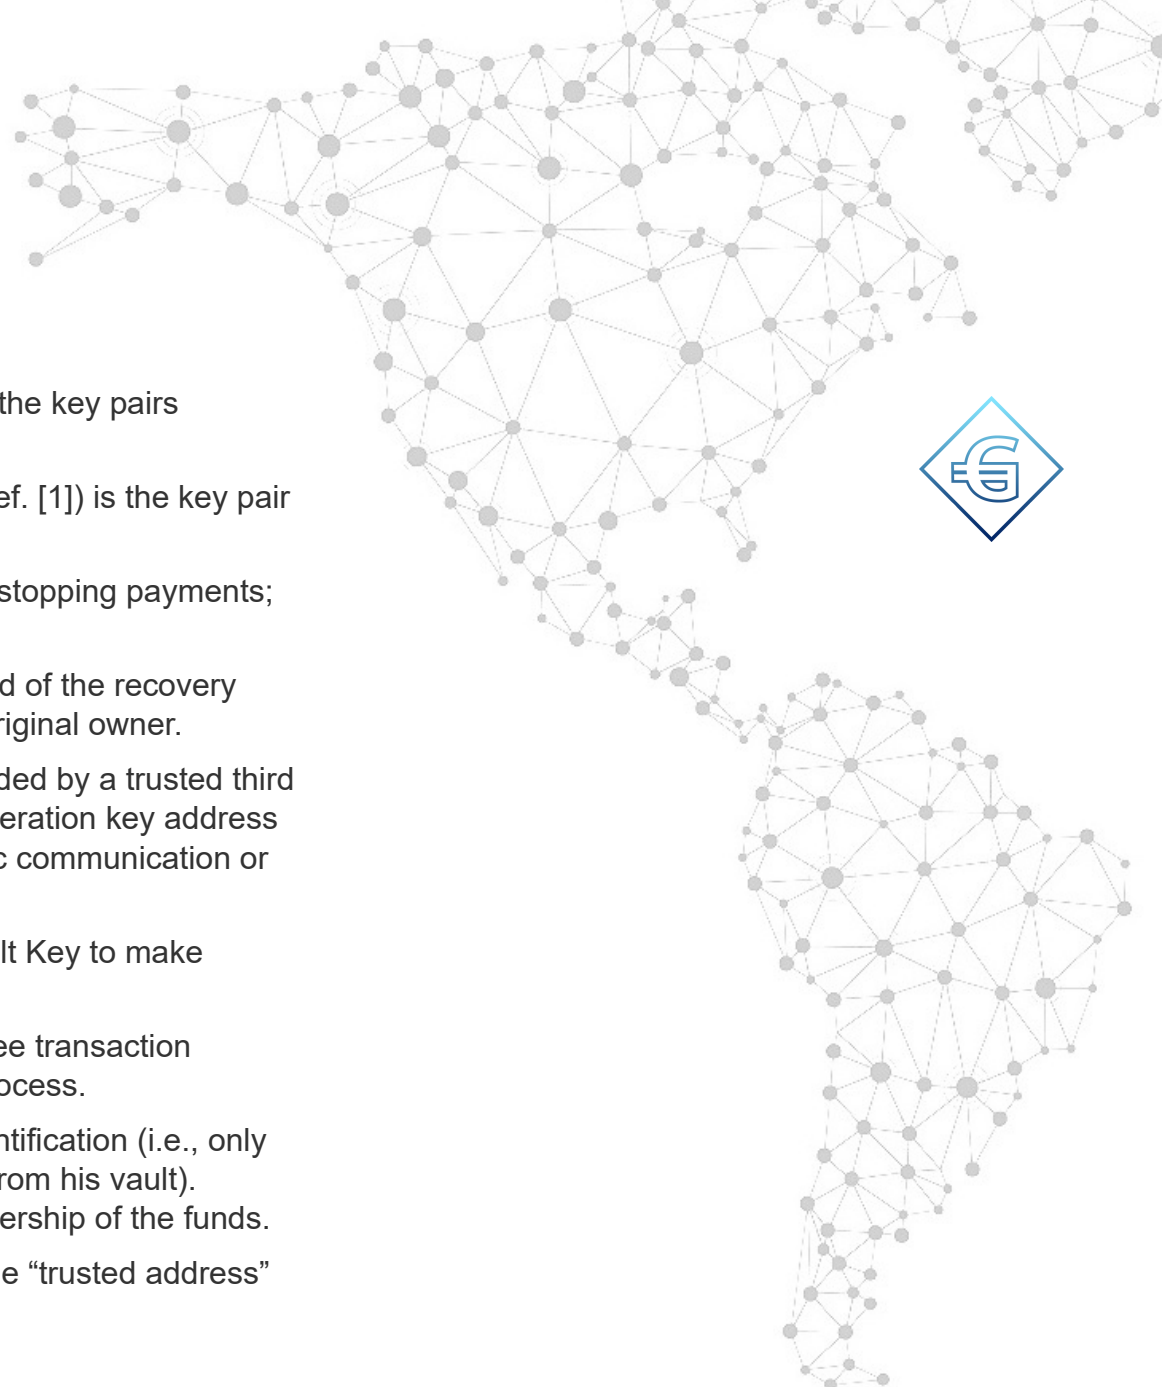 the key pairs
ef. [1]) is the key pair
stopping payments;
d of the recovery
riginal owner.
ded by a trusted third
eration key address
c communication or
lt Key to make
ee transaction
ocess.
ntification (i.e., only
rom his vault).
ership of the funds.
e “trusted address”